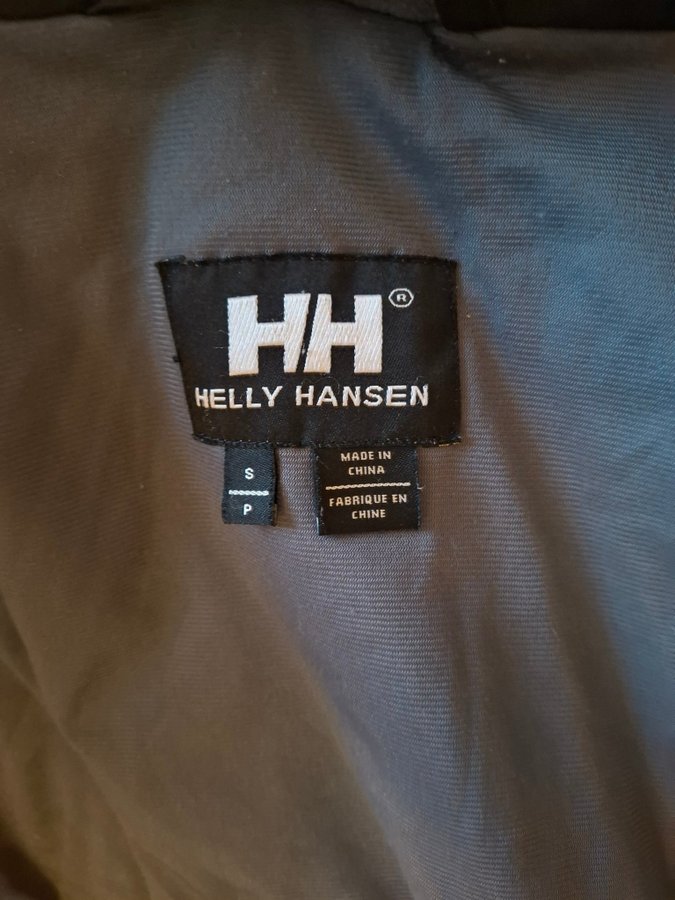 HH®
HELLY HANSEN
S
P
MADE IN
CHINA
FABRIQUE EN
CHINE